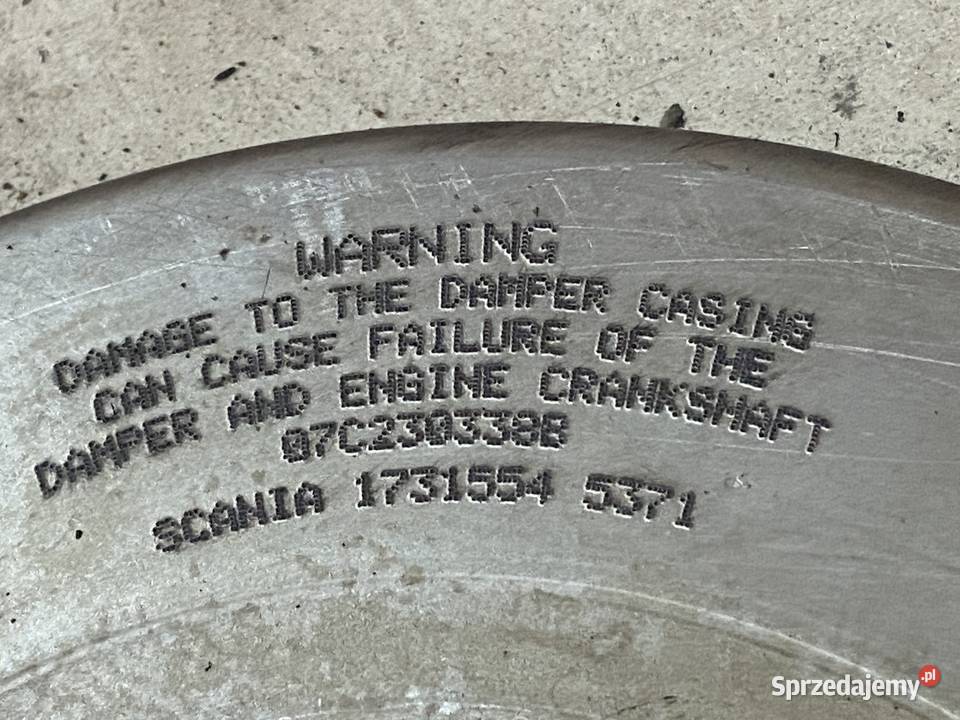 WARNING
DAMAGE TO THE DAMPER CASING
CAN CAUSE FAILURE OF THE
DAMPER AND ENGINE CRANKSHAFT
07C230338B
SCANIA 1731554 5371
Sprzedajemy.pl